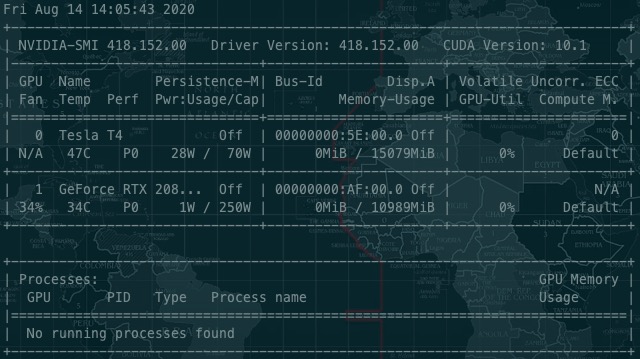 Fri Aug 14 14:05:43 2020
+-----------------------------------------------------------------------------+
| NVIDIA-SMI 418.152.00   Driver Version: 418.152.00   CUDA Version: 10.1     |
|-------------------------------+----------------------+----------------------+
| GPU  Name        Persistence-M| Bus-Id        Disp.A | Volatile Uncorr. ECC |
| Fan  Temp  Perf  Pwr:Usage/Cap|         Memory-Usage | GPU-Util  Compute M. |
|===============================+======================+======================|
|   0  Tesla T4            Off  | 00000000:5E:00.0 Off |                    0 |
| N/A   47C    P0    28W /  70W |      0MiB / 15079MiB |      0%      Default |
+-------------------------------+----------------------+----------------------+
|   1  GeForce RTX 208...  Off  | 00000000:AF:00.0 Off |                  N/A |
| 34%   34C    P0     1W / 250W |      0MiB / 10989MiB |      0%      Default |
+-------------------------------+----------------------+----------------------+

+-----------------------------------------------------------------------------+
| Processes:                                                       GPU Memory |
|  GPU       PID   Type   Process name                             Usage      |
|=============================================================================|
|  No running processes found                                                 |
+-----------------------------------------------------------------------------+